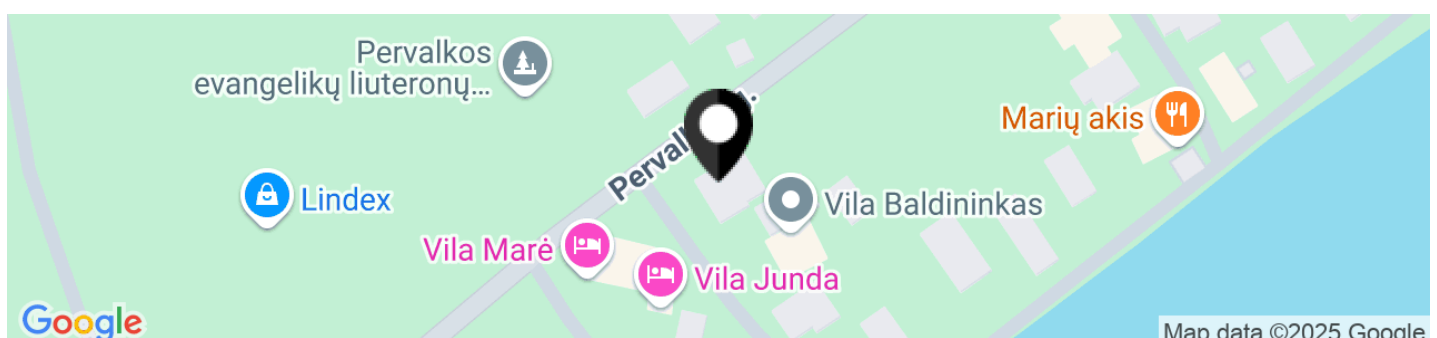 Pervalkos
evangelikų liuteronų...
Marių akis
Lindex
Vila Baldininkas
Vila Marė
Vila Junda
Google
Map data ©2025 Google